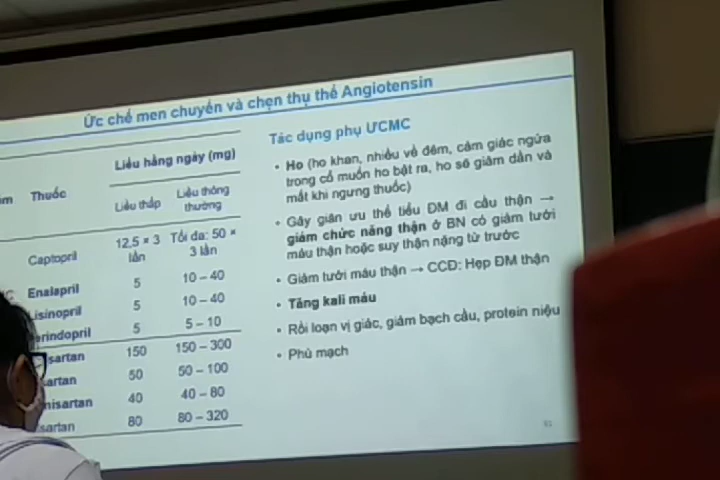 Ức chế men chuyển và chẹn thụ thể Angiotensin
Liều hằng ngày (mg)
Thuốc
Liều thấp
Liều thông thường
Captopril 12,5 × 3 lần Tối đa: 50 × 3 lần
Enalapril 5 10 – 40
isinopril 5 10 – 40
erindopril 5 5 – 10
sartan 150 150 – 300
artan 50 50 – 100
misartan 40 40 – 80
sartan 80 80 – 320
Tác dụng phụ ƯCMC
• Ho (ho khan, nhiều về đêm, cảm giác ngứa
trong cổ muốn ho bật ra, ho sẽ giảm dần và
mất khi ngưng thuốc)
• Gây giãn ưu thế tiểu ĐM đi cầu thận →
giảm chức năng thận ở BN có giảm tưới
máu thận hoặc suy thận nặng từ trước
• Giảm tưới máu thận → CCĐ: Hẹp ĐM thận
• Tăng kali máu
• Rối loạn vị giác, giảm bạch cầu, protein niệu
• Phù mạch